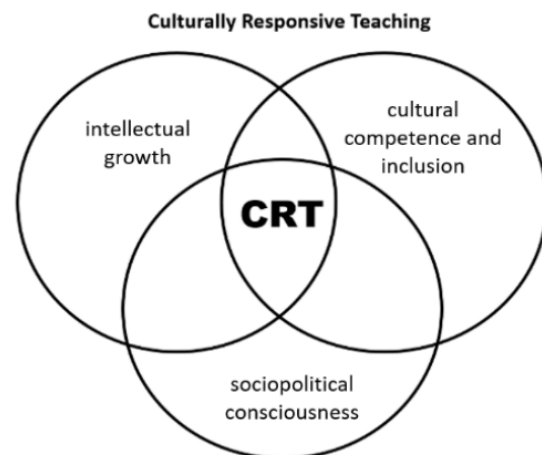 Culturally Responsive Teaching
intellectual
growth
cultural
competence and
inclusion
CRT
sociopolitical
consciousness